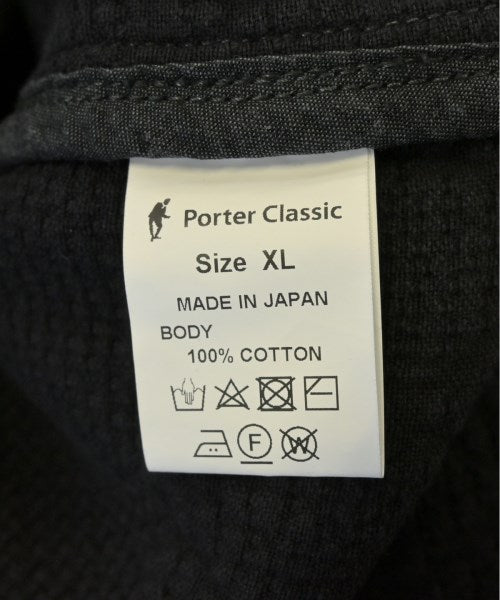 Porter Classic
Size XL
MADE IN JAPAN
BODY
100% COTTON
F W